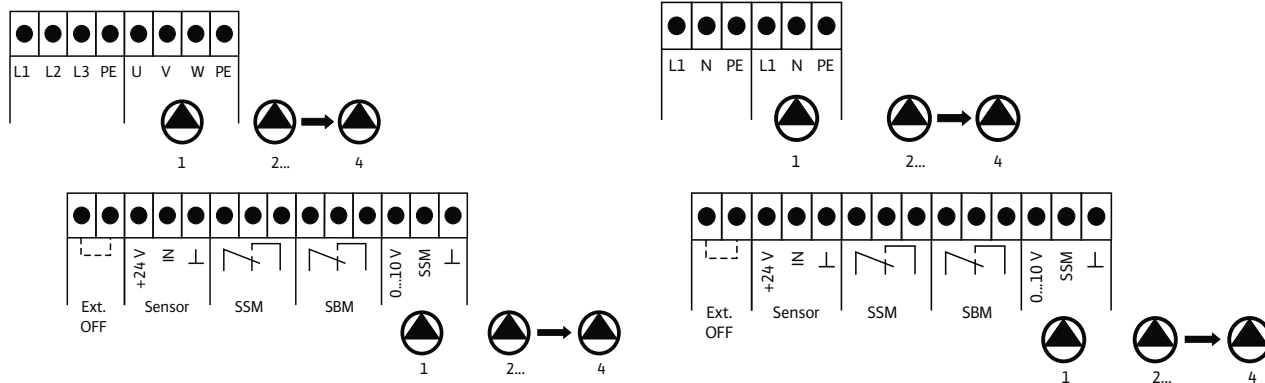 L1 L2 L3 PE U V W PE
1 2... 4
+24 V IN 0...10 V SSM
Ext. OFF Sensor SSM SBM
1 2... 4
L1 N PE L1 N PE
1 2... 4
+24 V IN 0...10 V SSM
Ext. OFF Sensor SSM SBM
1 2... 4